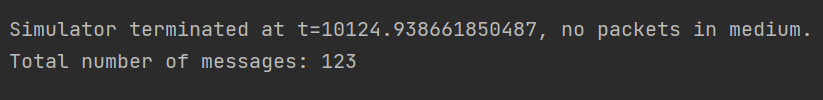 Simulator terminated at t=10124.938661850487, no packets in medium.
Total number of messages: 123